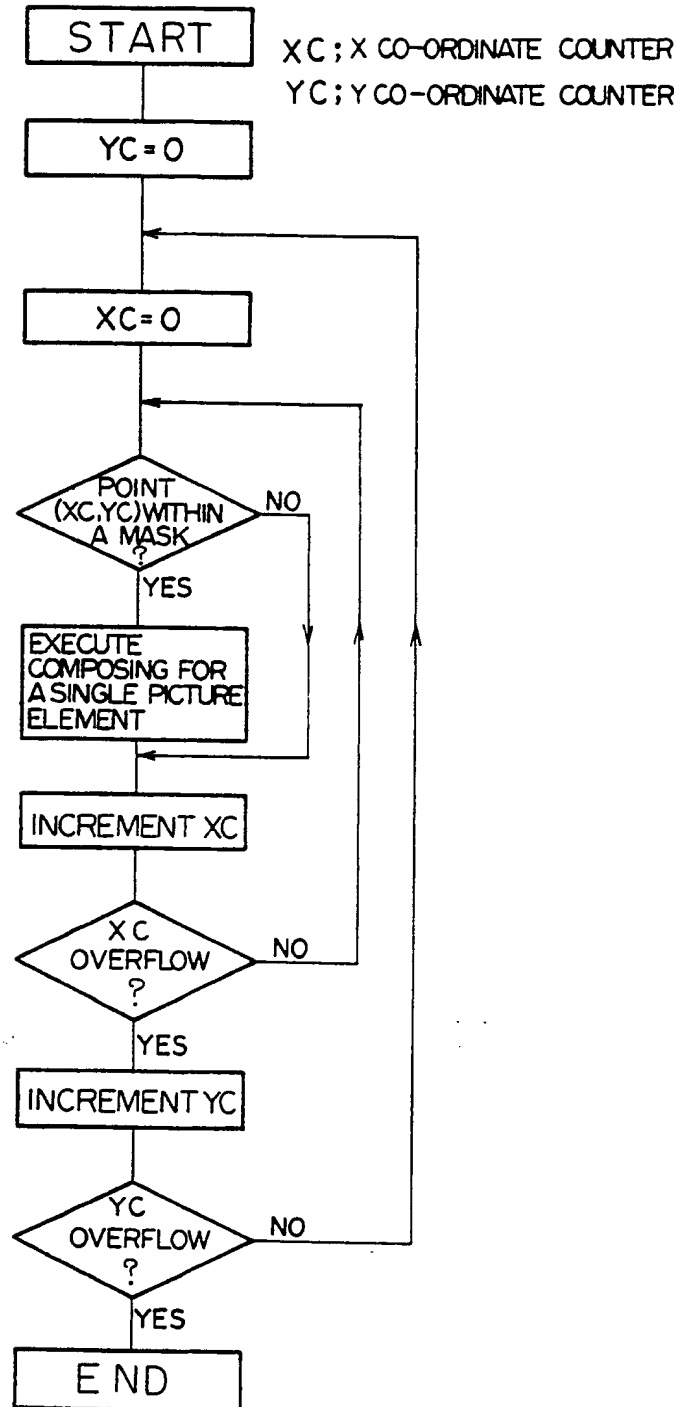 START
XC; X CO-ORDINATE COUNTER
YC; Y CO-ORDINATE COUNTER
YC=0
XC=0
POINT
(XC,YC)WITHIN
A MASK
?
NO
YES
EXECUTE
COMPOSING FOR
A SINGLE PICTURE
ELEMENT
INCREMENT XC
XC
OVERFLOW
?
NO
YES
INCREMENT YC
YC
OVERFLOW
?
NO
YES
END